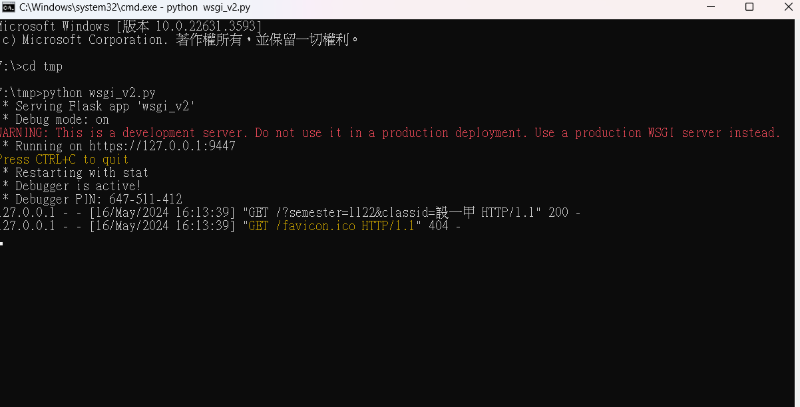 C:\Windows\system32\cmd.exe - python wsgi_v2.py
Microsoft Windows [版本 10.0.22631.3593]
(c) Microsoft Corporation. 著作權所有，並保留一切權利。
:\>cd tmp
:\tmp>python wsgi_v2.py
* Serving Flask app 'wsgi_v2'
* Debug mode: on
WARNING: This is a development server. Do not use it in a production deployment. Use a production WSGI server instead.
* Running on https://127.0.0.1:9447
Press CTRL+C to quit
* Restarting with stat
* Debugger is active!
* Debugger PIN: 647-511-412
127.0.0.1 - - [16/May/2024 16:13:39] "GET /?semester=1122&classid=設一甲 HTTP/1.1" 200 -
127.0.0.1 - - [16/May/2024 16:13:39] "GET /favicon.ico HTTP/1.1" 404 -